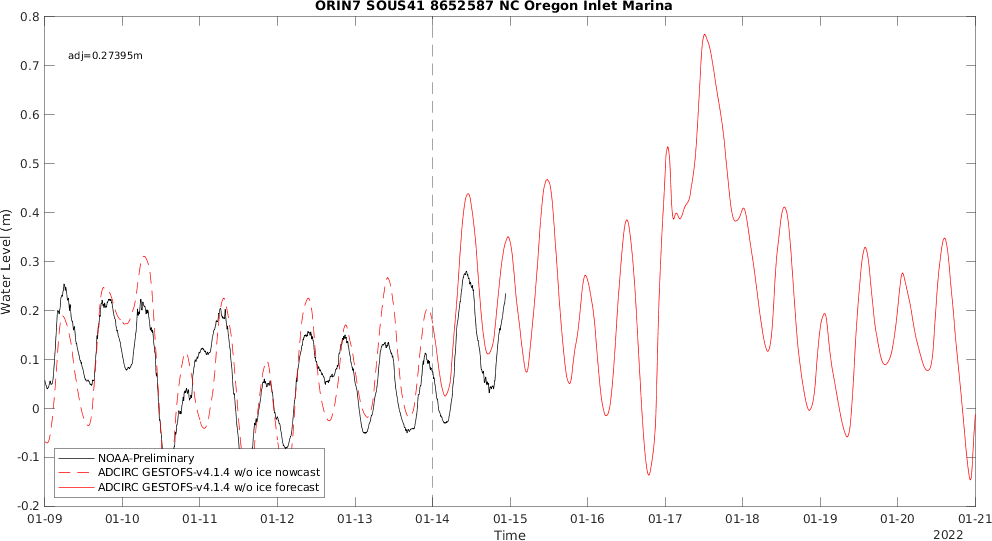 ORIN7 SOUS41 8652587 NC Oregon Inlet Marina
adj=0.27395m
Water Level (m)
0.8
0.7
0.6
0.5
0.4
0.3
0.2
0.1
0
-0.1
-0.2
NOAA-Preliminary
ADCIRC GESTOFS-v4.1.4 w/o ice nowcast
ADCIRC GESTOFS-v4.1.4 w/o ice forecast
01-09 01-10 01-11 01-12 01-13 01-14 01-15 01-16 01-17 01-18 01-19 01-20 01-21
Time
2022